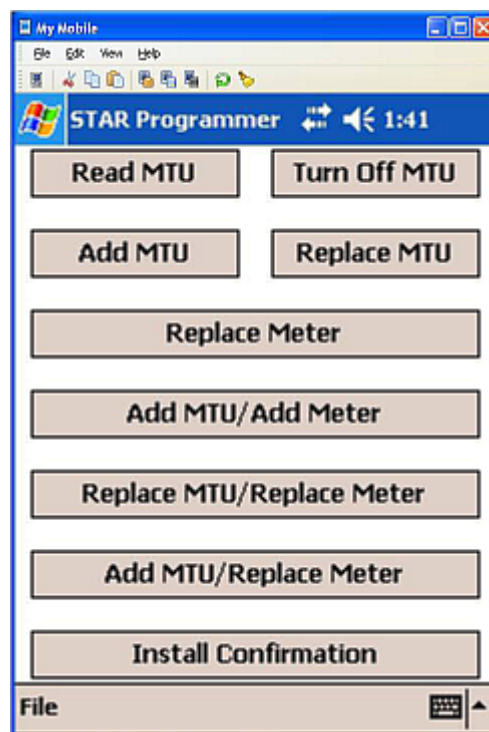 My Mobile
File Edit View Help
STAR Programmer 1:41
Read MTU Turn Off MTU
Add MTU Replace MTU
Replace Meter
Add MTU/Add Meter
Replace MTU/Replace Meter
Add MTU/Replace Meter
Install Confirmation
File